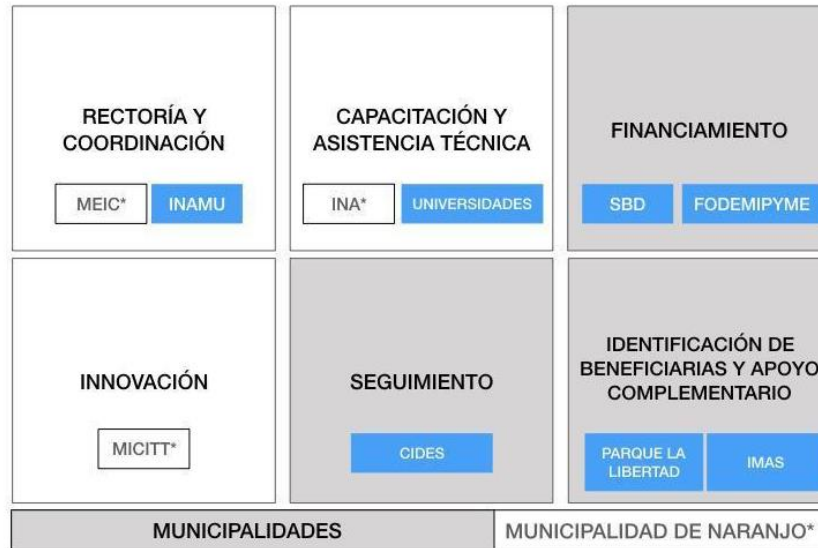 RECTORÍA Y
COORDINACIÓN
MEIC*
INAMU
CAPACITACIÓN Y
ASISTENCIA TÉCNICA
INA*
UNIVERSIDADES
FINANCIAMIENTO
SBD
FODEMIPYME
INNOVACIÓN
MICITT*
SEGUIMIENTO
CIDES
IDENTIFICACIÓN DE
BENEFICIARIAS Y APOYO
COMPLEMENTARIO
PARQUE LA
LIBERTAD
IMAS
MUNICIPALIDADES
MUNICIPALIDAD DE NARANJO*